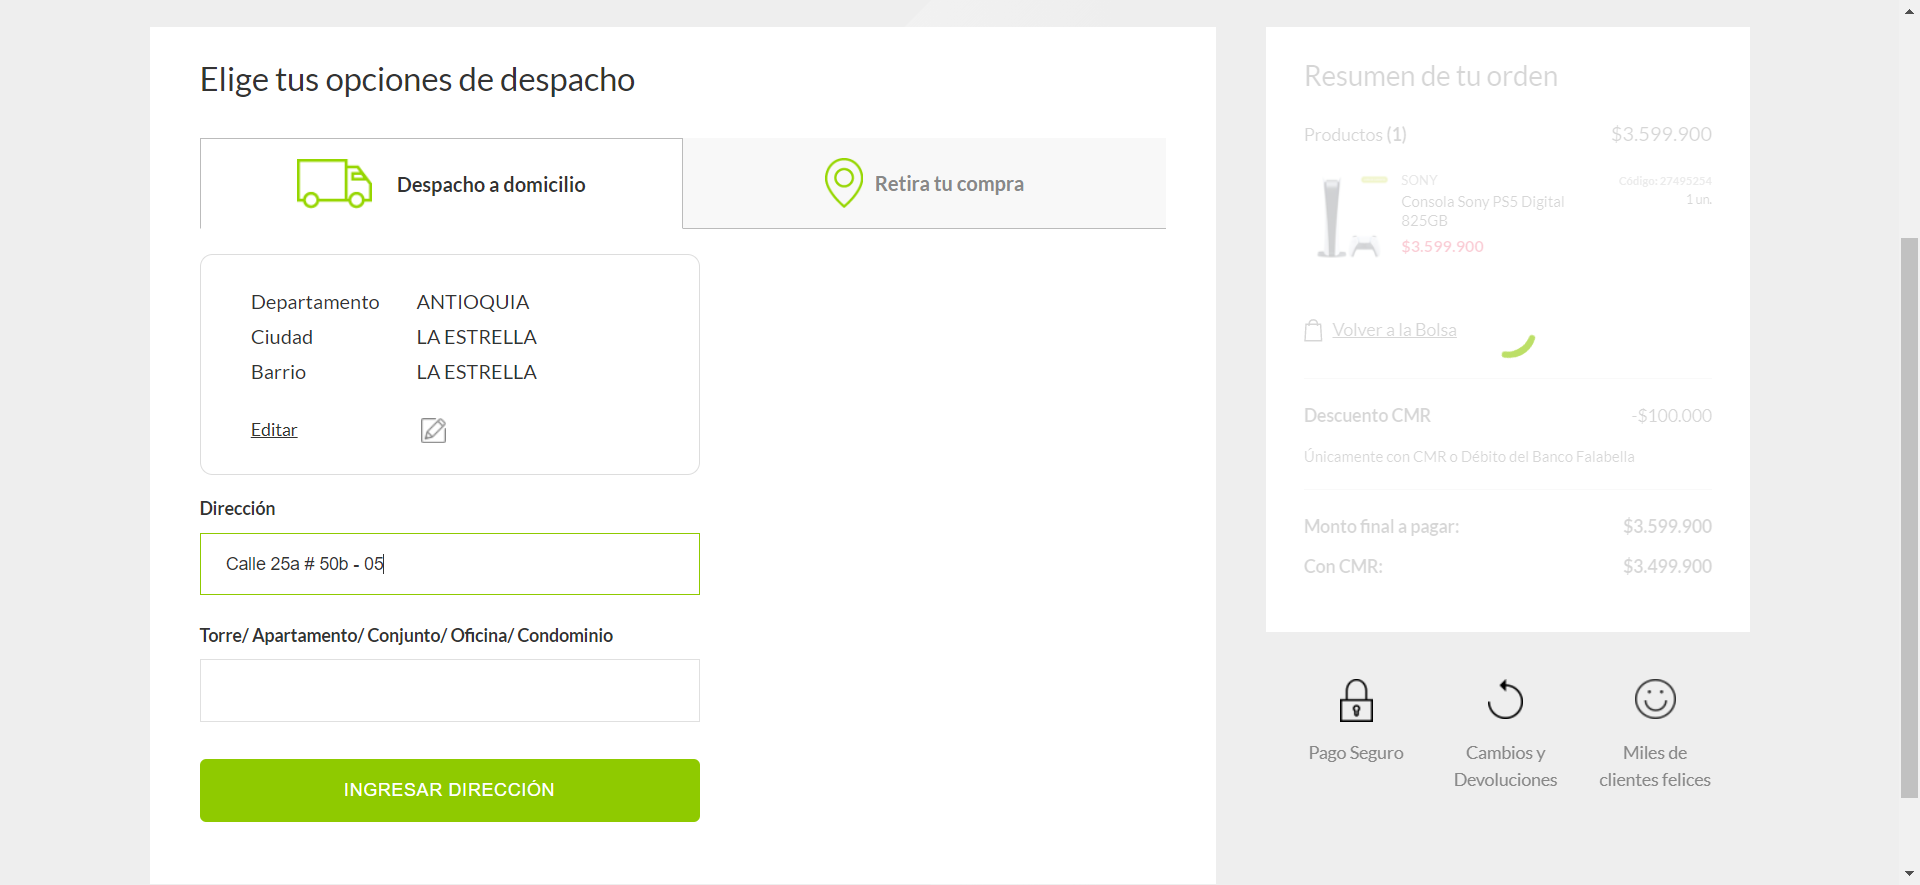 Elige tus opciones de despacho
Despacho a domicilio
Retira tu compra
Departamento ANTIOQUIA
Ciudad LA ESTRELLA
Barrio LA ESTRELLA
Editar
Dirección
Calle 25a # 50b - 05
Torre/ Apartamento/ Conjunto/ Oficina/ Condominio
INGRESAR DIRECCIÓN
Resumen de tu orden
Productos (1) $3.599.900
SONY Código: 27495254
Consola Sony PS5 Digital 1 un.
825GB
$3.599.900
Volver a la Bolsa
Descuento CMR -$100.000
Únicamente con CMR o Débito del Banco Falabella
Monto final a pagar: $3.599.900
Con CMR: $3.499.900
Pago Seguro
Cambios y
Devoluciones
Miles de
clientes felices